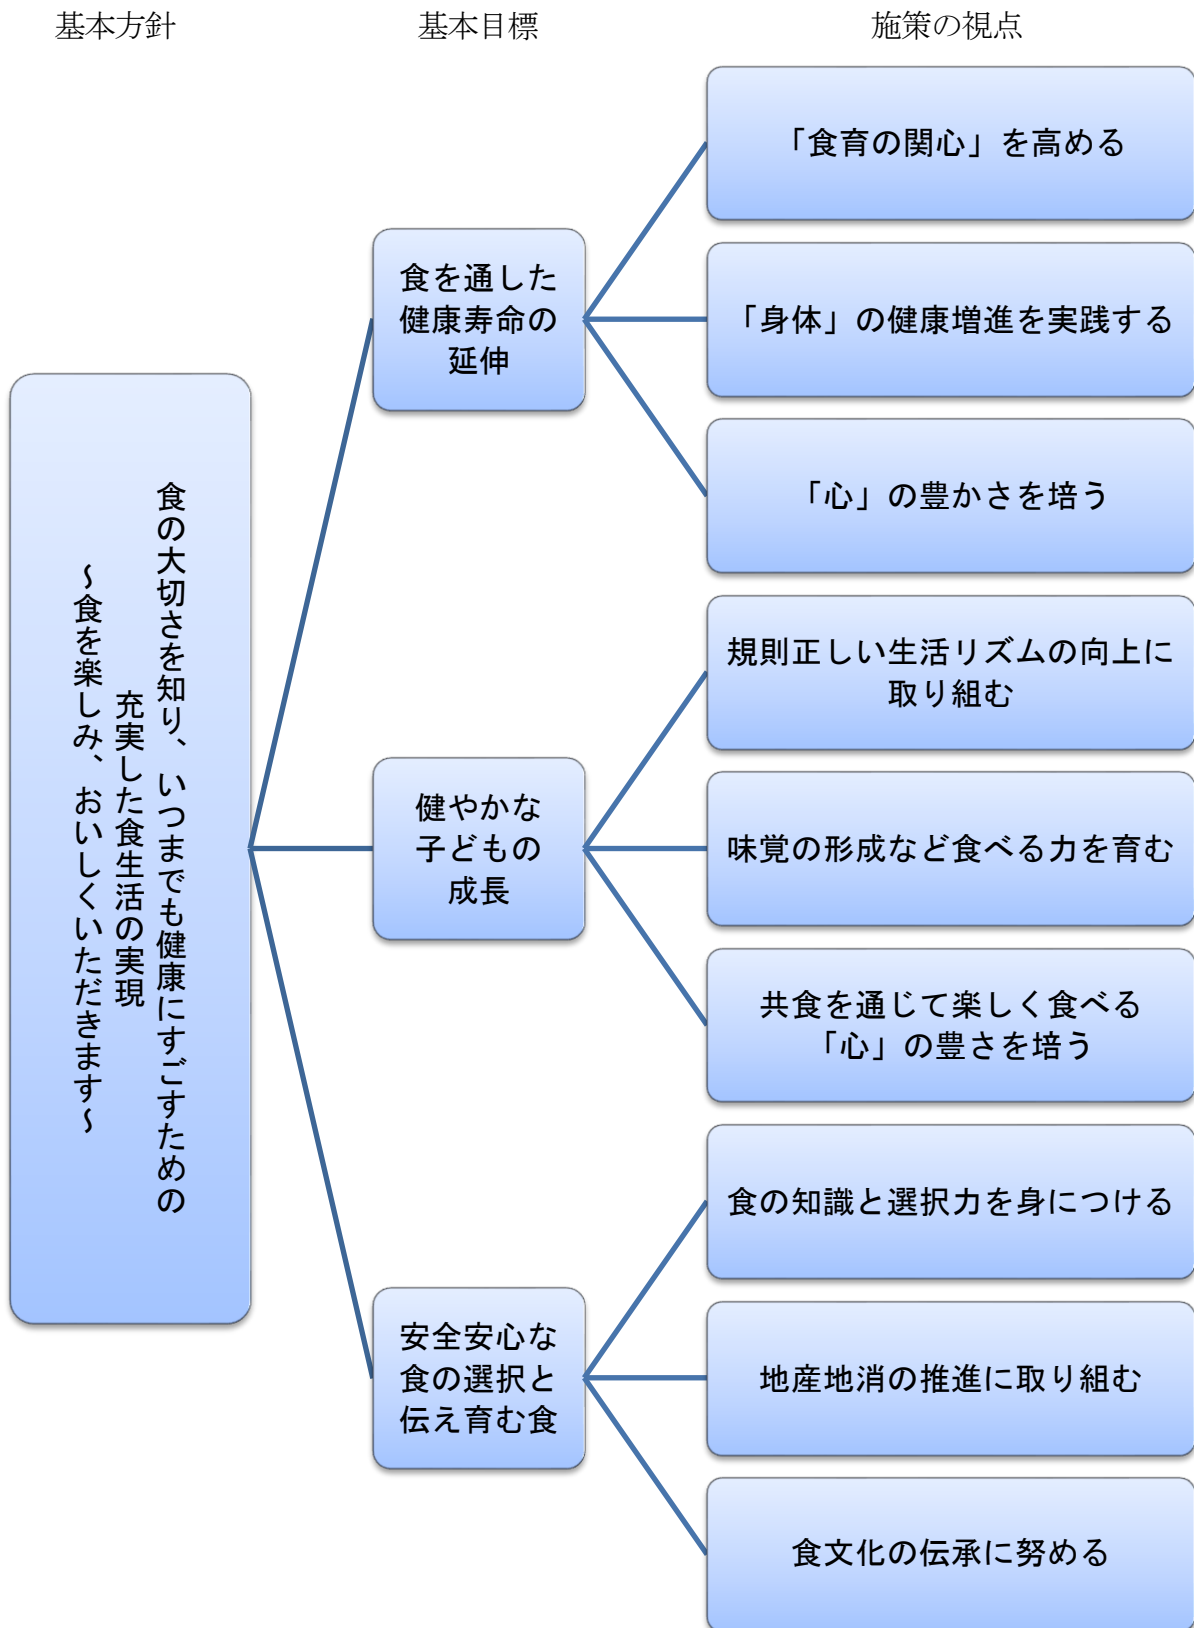 基本方針
基本目標
施策の視点
食の大切さを知り、いつまでも健康にすごすための
充実した食生活の実現
～食を楽しみ、おいしくいただきます～
食を通した
健康寿命の
延伸
「食育の関心」を高める
「身体」の健康増進を実践する
「心」の豊かさを培う
健やかな
子どもの
成長
規則正しい生活リズムの向上に
取り組む
味覚の形成など食べる力を育む
共食を通じて楽しく食べる
「心」の豊さを培う
安全安心な
食の選択と
伝え育む食
食の知識と選択力を身につける
地産地消の推進に取り組む
食文化の伝承に努める